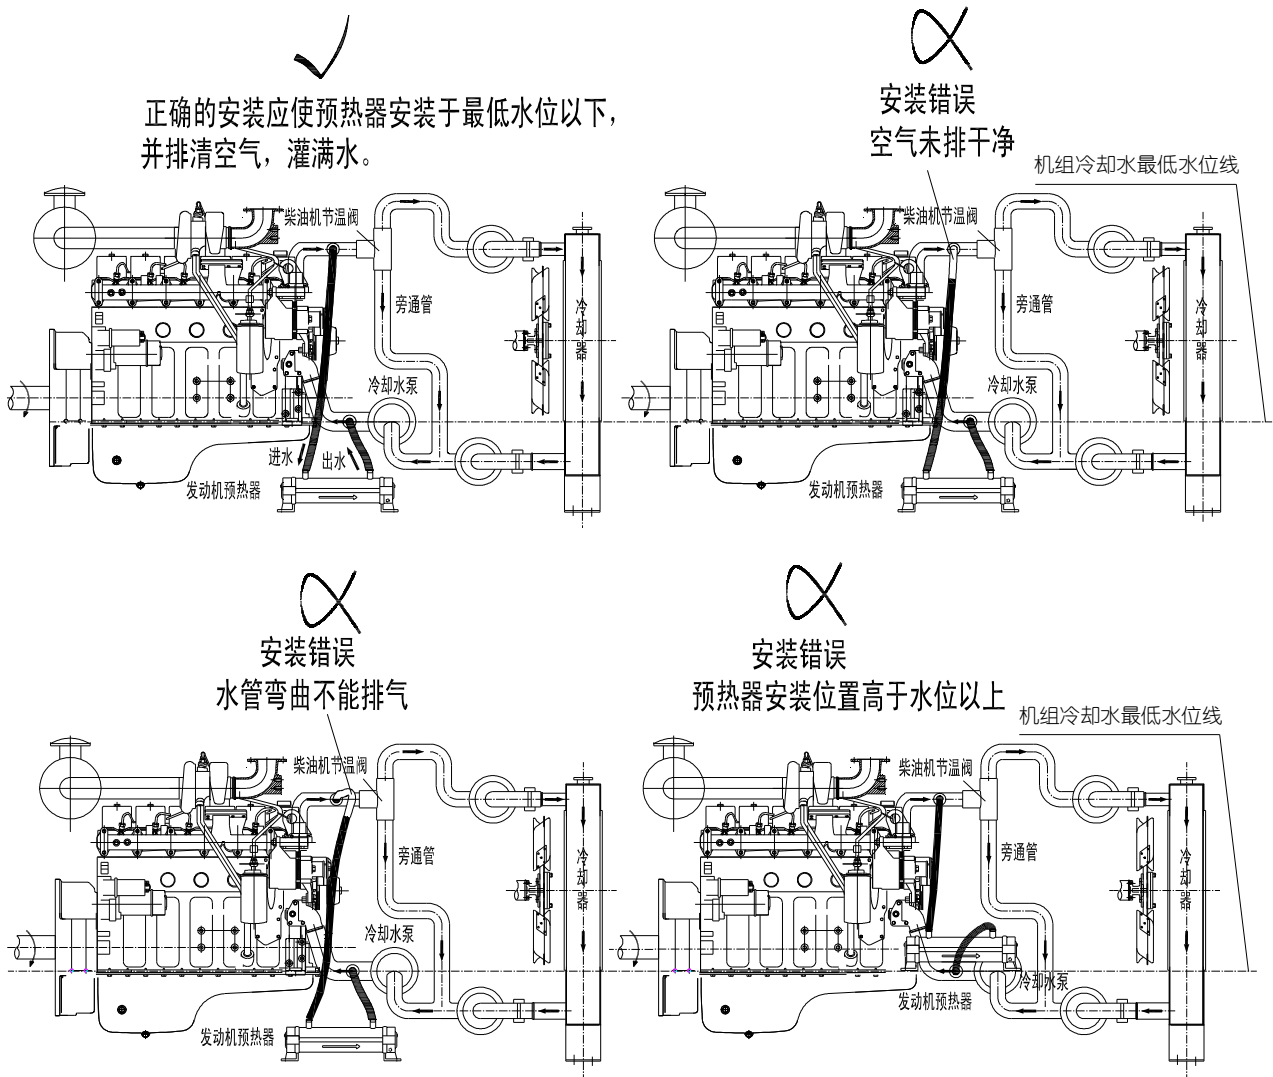 正确的安装应使预热器安装于最低水位以下，
并排清空气，灌满水。
柴油机节温阀
旁通管
冷却器
冷却水泵
进水
出水
发动机预热器
安装错误
空气未排干净
机组冷却水最低水位线
柴油机节温阀
旁通管
冷却器
冷却水泵
发动机预热器
安装错误
水管弯曲不能排气
柴油机节温阀
旁通管
冷却器
冷却水泵
发动机预热器
安装错误
预热器安装位置高于水位以上
机组冷却水最低水位线
柴油机节温阀
旁通管
冷却器
冷却水泵
发动机预热器